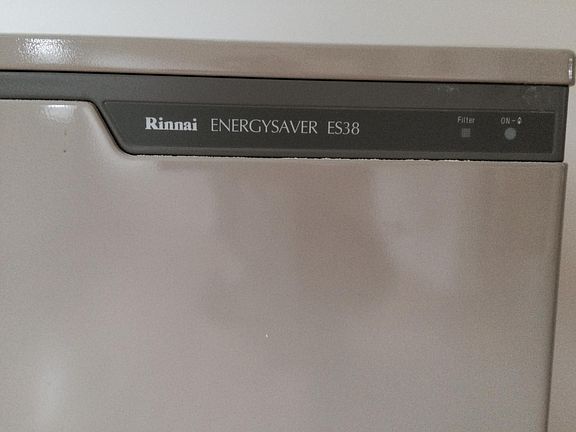 Rinnai ENERGYSAVER ES38
Filter
ON-